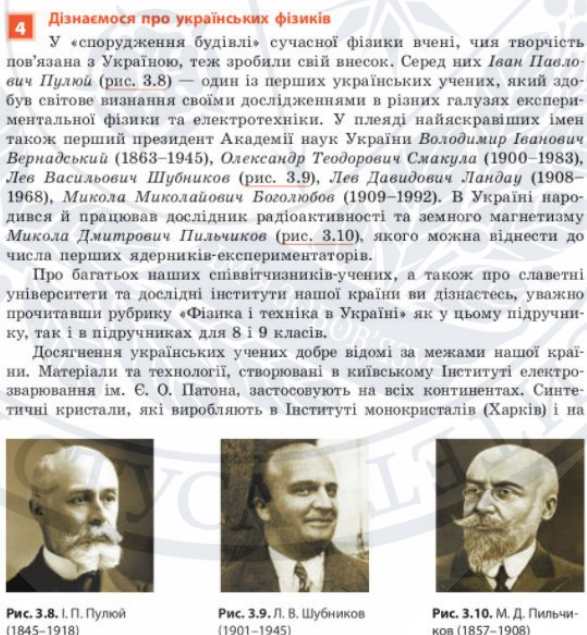 4
Дізнаємося про українських фізиків
У «спорудження будівлі» сучасної фізики вчені, чия творчість
пов’язана з Україною, теж зробили свій внесок. Серед них Іван Павло-
вич Пулюй (рис. 3.8) — один із перших українських учених, який здо-
був світове визнання своїми дослідженнями в різних галузях експери-
ментальної фізики та електротехніки. У плеяді найяскравіших імен
також перший президент Академії наук України Володимир Іванович
Вернадський (1863–1945), Олександр Теодорович Смакула (1900–1983),
Лев Васильович Шубников (рис. 3.9), Лев Давидович Ландау (1908–
1968), Микола Миколайович Боголюбов (1909–1992). В Україні наро-
дився й працював дослідник радіоактивності та земного магнетизму
Микола Дмитрович Пильчиков (рис. 3.10), якого можна віднести до
числа перших ядерників-експериментаторів.
Про багатьох наших співвітчизників-учених, а також про славетні
університети та дослідні інститути нашої країни ви дізнаєтесь, уважно
прочитавши рубрику «Фізика і техніка в Україні» як у цьому підручни-
ку, так і в підручниках для 8 і 9 класів.
Досягнення українських учених добре відомі за межами нашої краї-
ни. Матеріали та технології, створювані в київському Інституті електро-
зварювання ім. Є. О. Патона, застосовують на всіх континентах. Синте-
тичні кристали, які виробляють в Інституті монокристалів (Харків) і на
Рис. 3.8. І. П. Пулюй
(1845–1918)
Рис. 3.9. Л. В. Шубников
(1901–1945)
Рис. 3.10. М. Д. Пильчи-
ков (1857–1908)